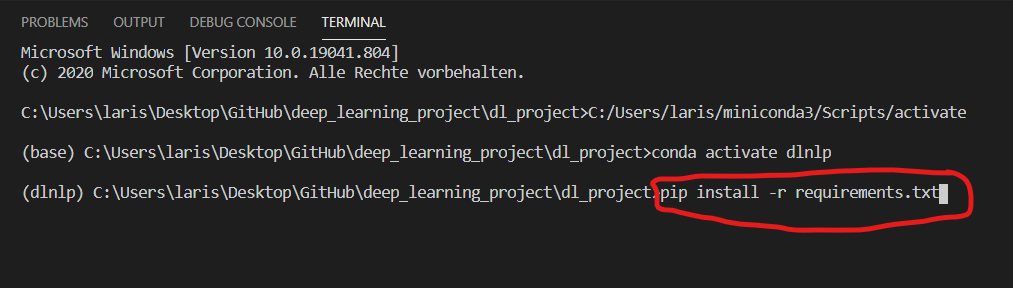 PROBLEMS OUTPUT DEBUG CONSOLE TERMINAL
Microsoft Windows [Version 10.0.19041.804]
(c) 2020 Microsoft Corporation. Alle Rechte vorbehalten.
C:\Users\laris\Desktop\GitHub\deep_learning_project\dl_project>C:/Users/laris/miniconda3/Scripts/activate
(base) C:\Users\laris\Desktop\GitHub\deep_learning_project\dl_project>conda activate dlnlp
(dlnlp) C:\Users\laris\Desktop\GitHub\deep_learning_project\dl_project>pip install -r requirements.txt